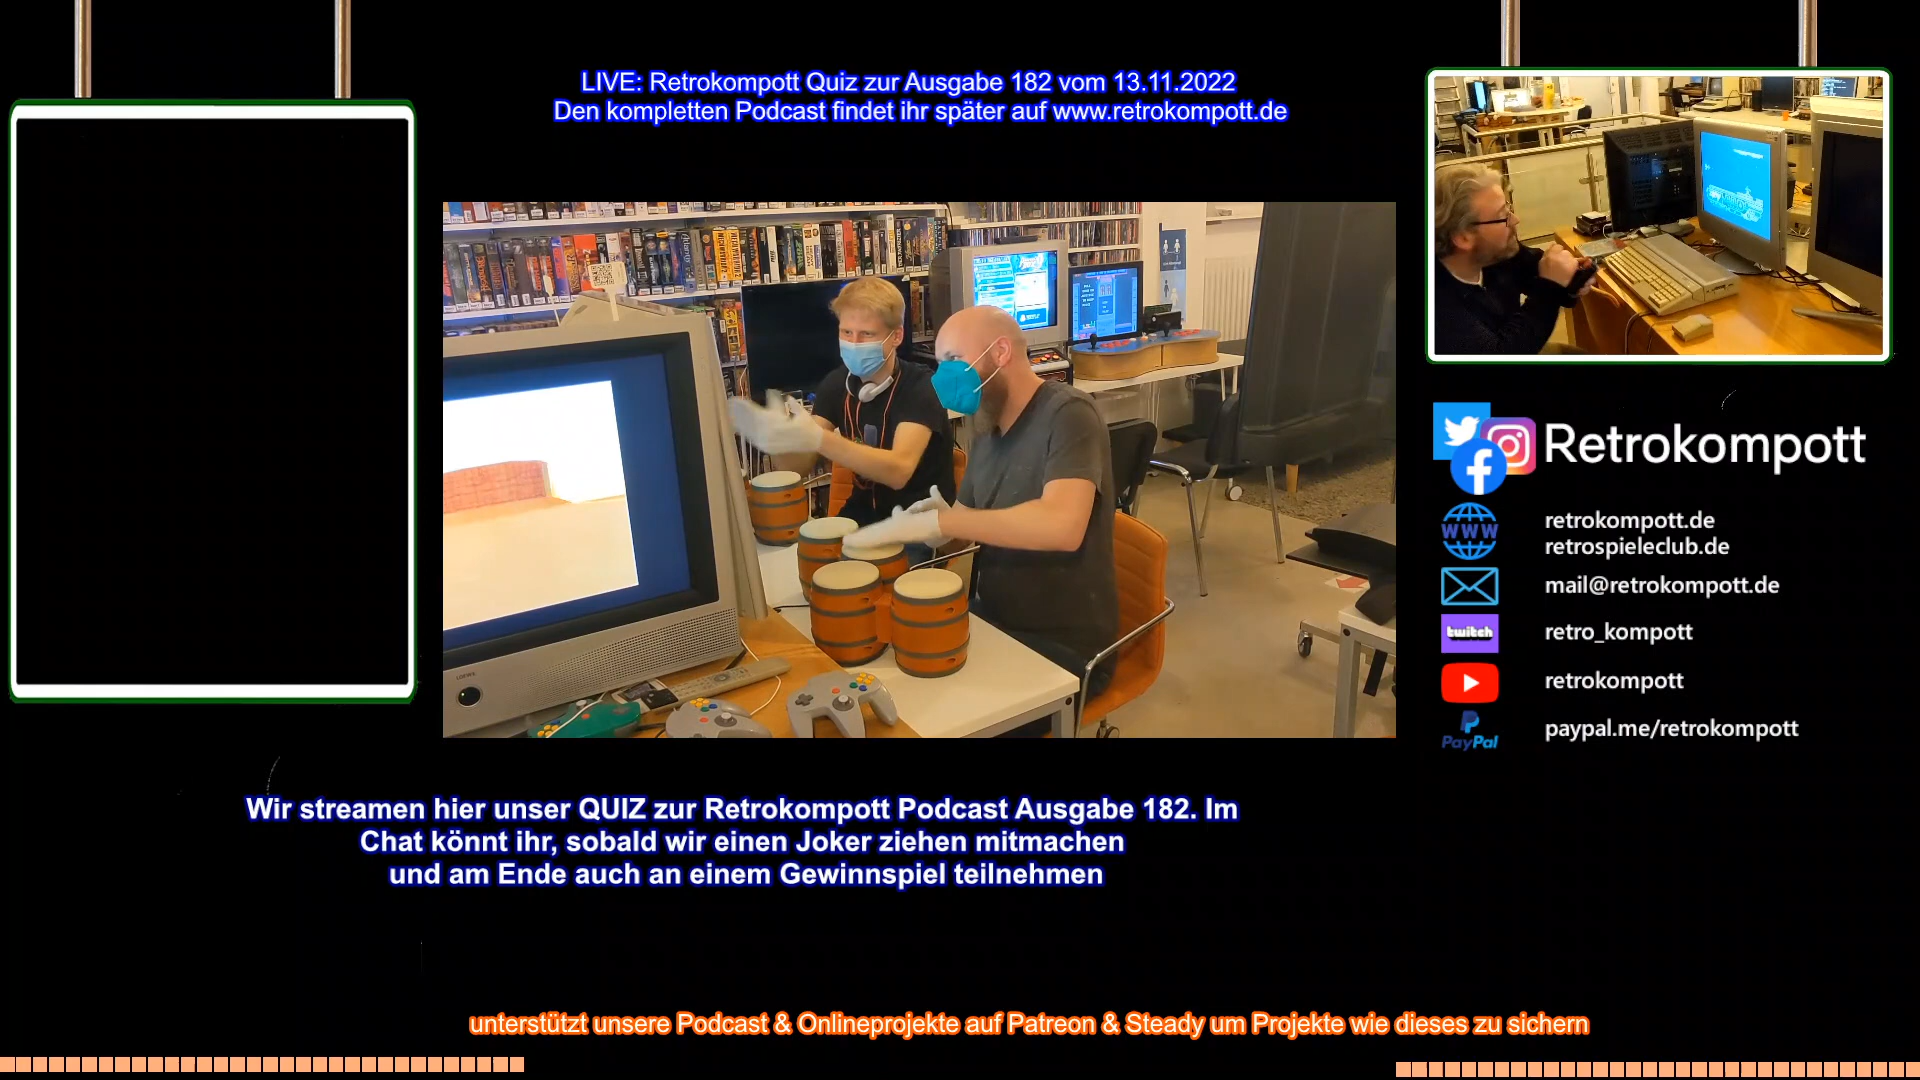 LIVE: Retrokompott Quiz zur Ausgabe 182 vom 13.11.2022
Den kompletten Podcast findet ihr später auf www.retrokompott.de
Retrokompott
WWW
retrokompott.de
retrospieleclub.de
mail@retrokompott.de
twitch
retro_kompott
retrokompott
PayPal
paypal.me/retrokompott
LOEWE
Wir streamen hier unser QUIZ zur Retrokompott Podcast Ausgabe 182. Im
Chat könnt ihr, sobald wir einen Joker ziehen mitmachen
und am Ende auch an einem Gewinnspiel teilnehmen
unterstützt unsere Podcast & Onlineprojekte auf Patreon & Steady um Projekte wie dieses zu sichern